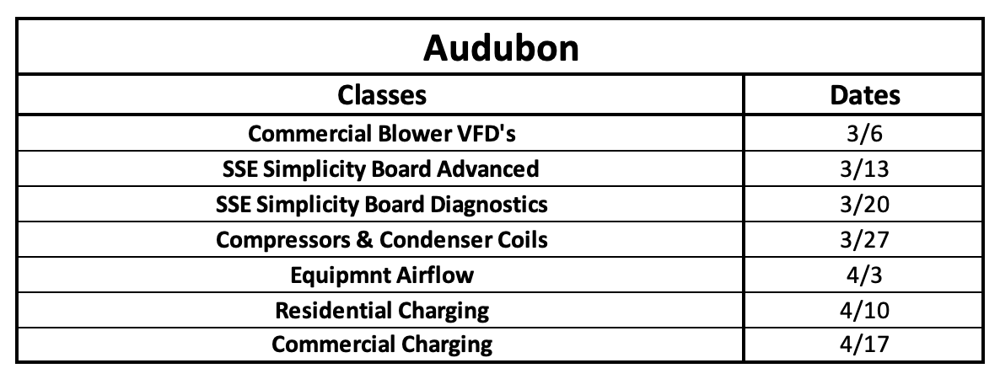 Audubon
Classes Dates
Commercial Blower VFD's 3/6
SSE Simplicity Board Advanced 3/13
SSE Simplicity Board Diagnostics 3/20
Compressors & Condenser Coils 3/27
Equipmnt Airflow 4/3
Residential Charging 4/10
Commercial Charging 4/17